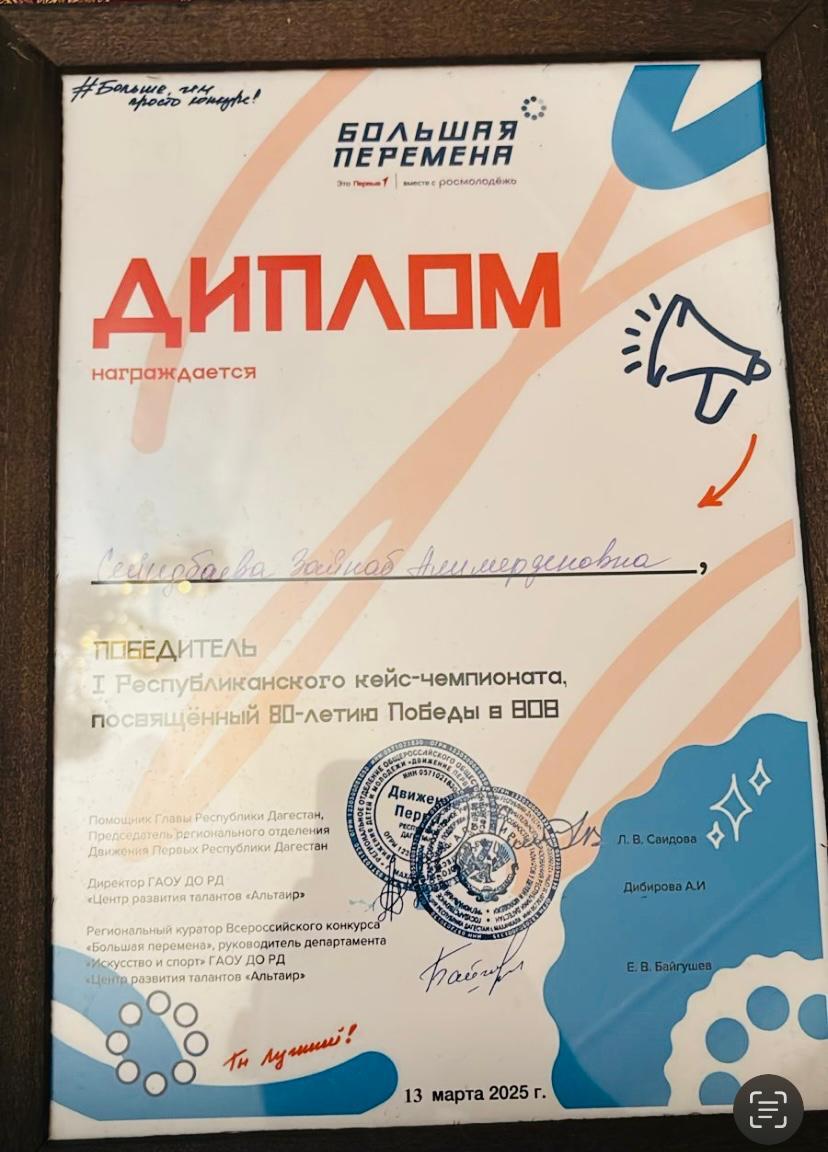 #Больше, чем
просто конкурс!
БОЛЬШАЯ
ПЕРЕМЕНА
Это Первые вместе с росмолодёжь
ДИПЛОМ
награждается
Сеиидбаева Зайнаб Алимерденовна,
ПОБЕДИТЕЛЬ
I Республиканского кейс-чемпионата,
посвящённый 80-летию Победы в ВОВ
Помощник Главы Республики Дагестан,
Председатель регионального отделения
Движения Первых Республики Дагестан
Л. В. Саидова
Директор ГАОУ ДО РД
«Центр развития талантов «Альтаир»
Дибирова А.И
Региональный куратор Всероссийского конкурса
«Большая перемена», руководитель департамента
«Искусство и спорт» ГАОУ ДО РД
«Центр развития талантов «Альтаир»
Е. В. Байгушев
Ты лучший!
13 марта 2025 г.